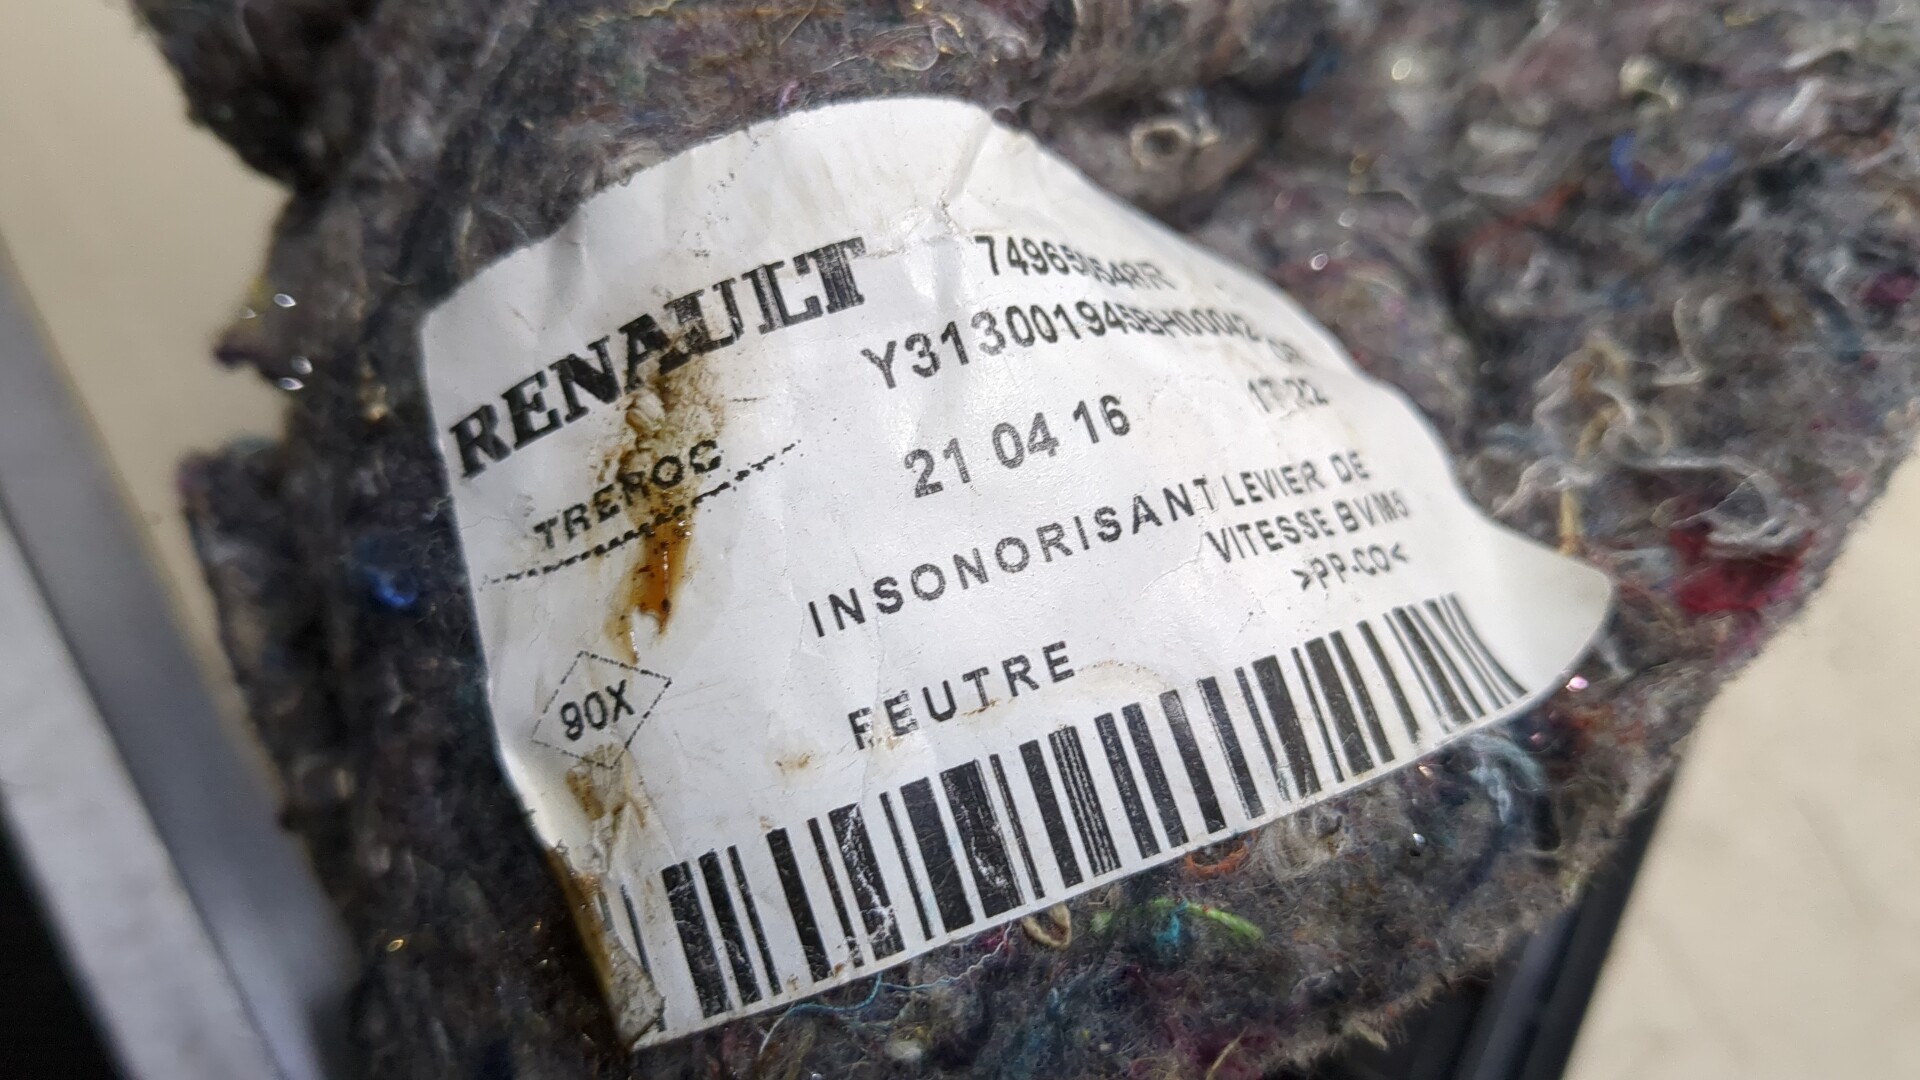 RENAULT
TREROC
21 04 16
INSONORISANT LEVIER DE
VITESSE BVM5
>PP-CO<
90X
FEUTRE